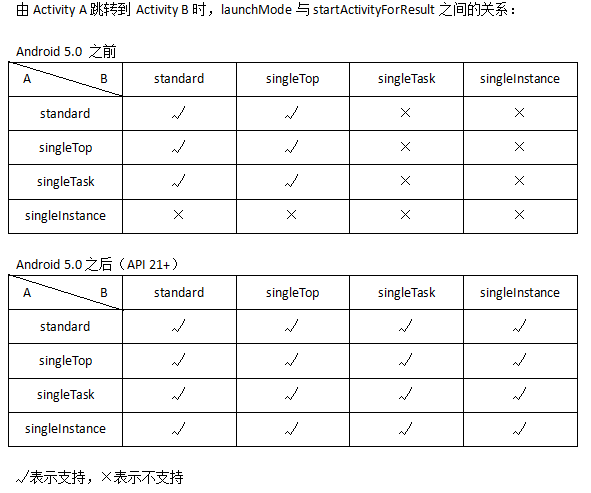 由 Activity A 跳转到 Activity B 时，launchMode 与 startActivityForResult 之间的关系：
Android 5.0 之前
A B standard singleTop singleTask singleInstance
standard √ √ × ×
singleTop √ √ × ×
singleTask √ √ × ×
singleInstance × × × ×
Android 5.0 之后（API 21+）
A B standard singleTop singleTask singleInstance
standard √ √ √ √
singleTop √ √ √ √
singleTask √ √ √ √
singleInstance √ √ √ √
√表示支持，×表示不支持